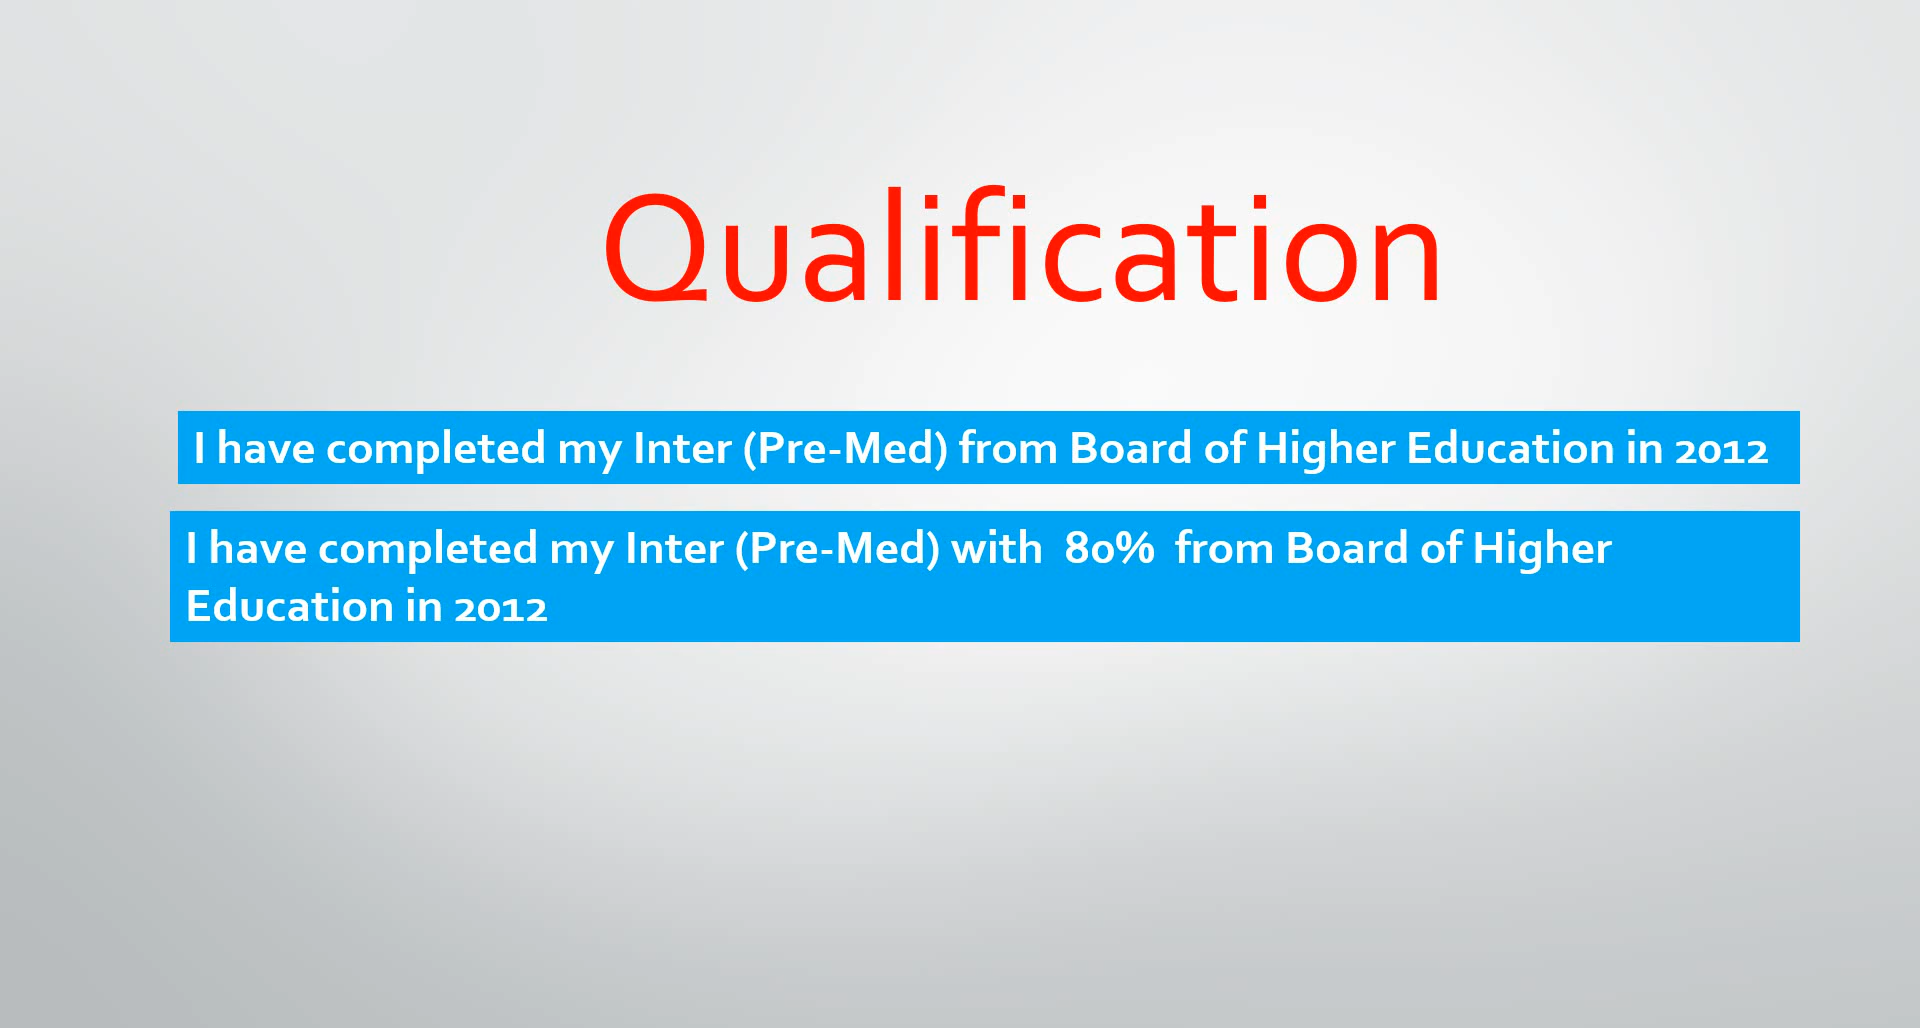 Qualification
I have completed my Inter (Pre-Med) from Board of Higher Education in 2012
I have completed my Inter (Pre-Med) with  80%  from Board of Higher
Education in 2012